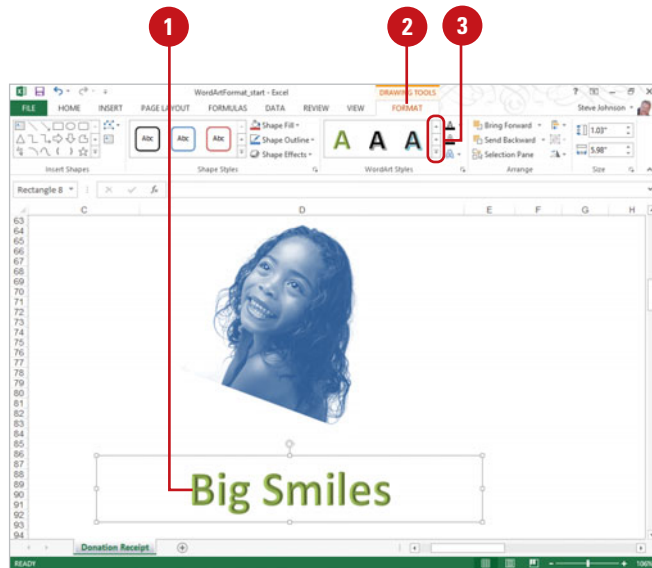 1 2 3
WordArtFormat_start - Excel DRAWING TOOLS ?
FILE HOME INSERT PAGE LAYOUT FORMULAS DATA REVIEW VIEW FORMAT Steve Johnson
Abc Abc Abc Shape Fill A A A Bring Forward 1.03"
Shape Outline Send Backward
Shape Effects Selection Pane 5.98"
Insert Shapes Shape Styles WordArt Styles Arrange Size
Rectangle 8 fx
C D E F G H
63
64
65
66
67
68
69
70
71
72
73
74
75
76
77
78
79
80
81
82
83
84
85
86
87
88
89
90
91
92
93
94
Big Smiles
Donation Receipt
READY 100%